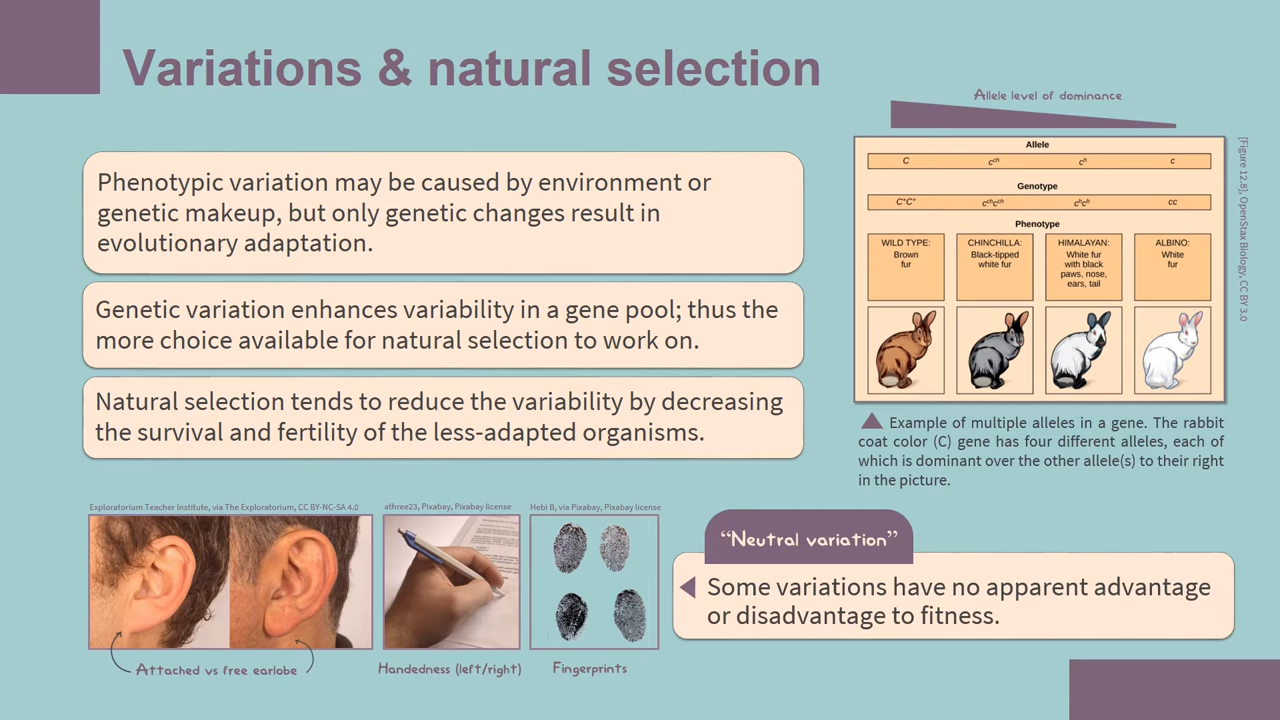 Variations & natural selection
Phenotypic variation may be caused by environment or
genetic makeup, but only genetic changes result in
evolutionary adaptation.
Genetic variation enhances variability in a gene pool; thus the
more choice available for natural selection to work on.
Natural selection tends to reduce the variability by decreasing
the survival and fertility of the less-adapted organisms.
Allele level of dominance
Allele
C c^ch c^h c
Genotype
C⁺C⁺ c^chc^ch c^hc^h cc
Phenotype
WILD TYPE:
Brown
fur
CHINCHILLA:
Black-tipped
white fur
HIMALAYAN:
White fur
with black
paws, nose,
ears, tail
ALBINO:
White
fur
[Figure 12.8], OpenStax Biology, CC BY 3.0
Example of multiple alleles in a gene. The rabbit
coat color (C) gene has four different alleles, each of
which is dominant over the other allele(s) to their right
in the picture.
Exploratorium Teacher Institute, via The Exploratorium, CC BY-NC-SA 4.0
Attached vs free earlobe
athree23, Pixabay, Pixabay license
Handedness (left/right)
Hebi B, via Pixabay, Pixabay license
Fingerprints
“Neutral variation”
Some variations have no apparent advantage
or disadvantage to fitness.